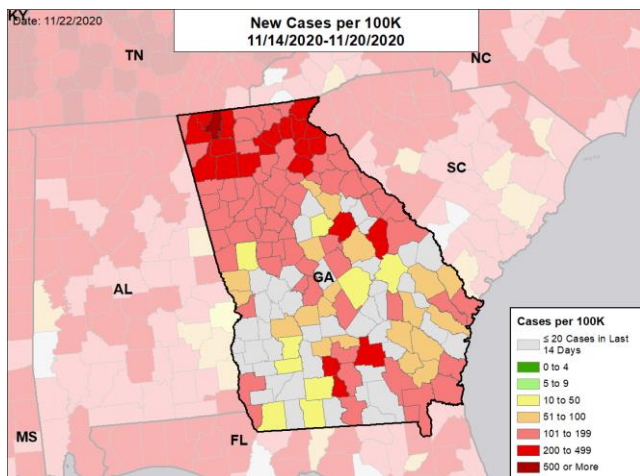 KY
Date: 11/22/2020
New Cases per 100K
11/14/2020-11/20/2020
TN
NC
SC
GA
AL
MS
FL
Cases per 100K
≤ 20 Cases in Last
14 Days
0 to 4
5 to 9
10 to 50
51 to 100
101 to 199
200 to 499
500 or More